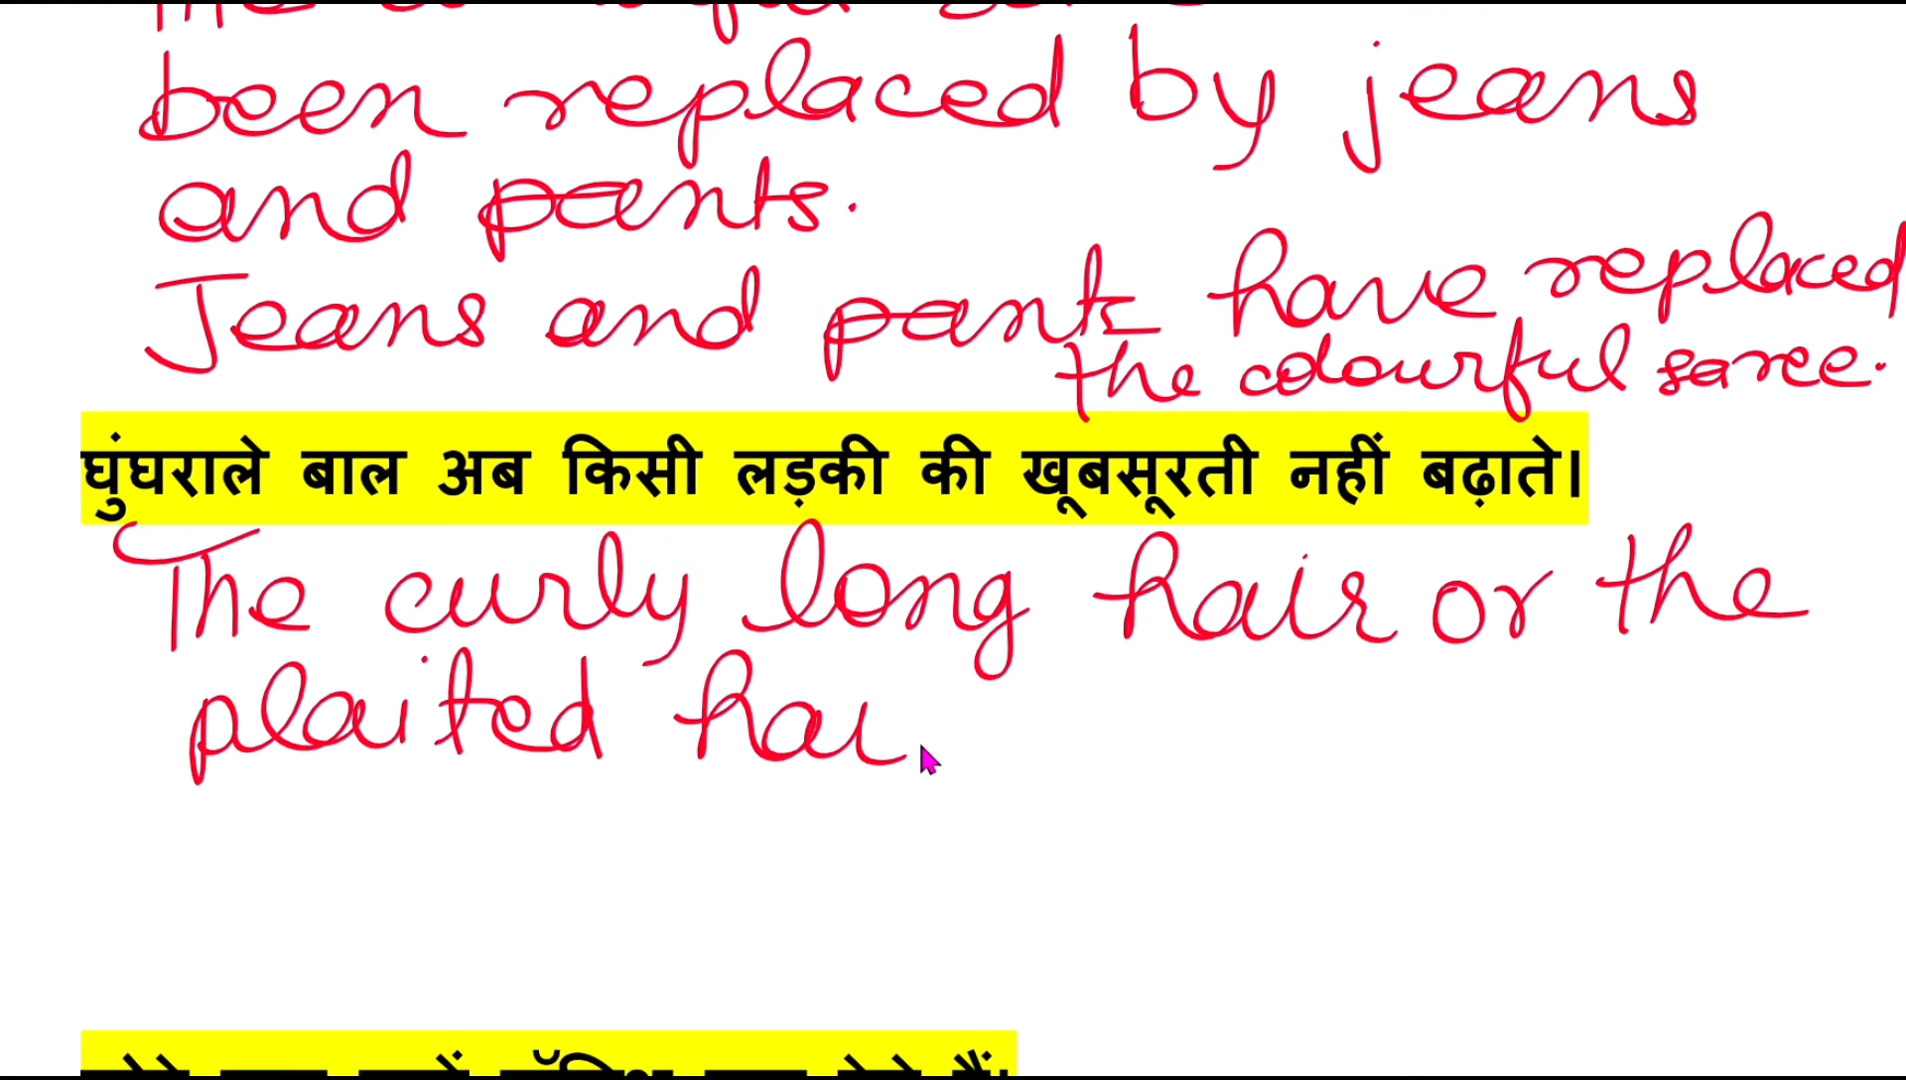 been replaced by jeans
and pants.
Jeans and pants have replaced
the colourful saree.
घुंघराले बाल अब किसी लड़की की खूबसूरती नहीं बढ़ाते।
The curly long hair or the
plaited hai